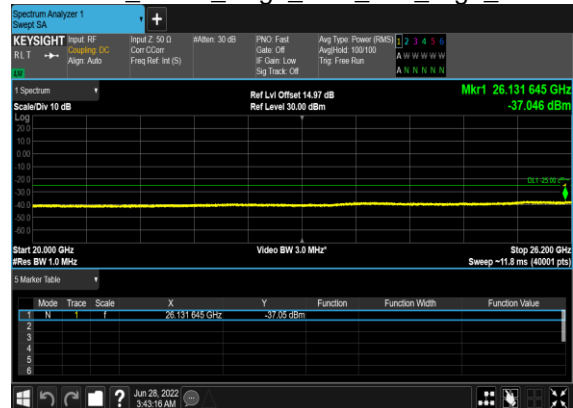 Spectrum Analyzer 1
Swept SA
+
KEYSIGHT
Input: RF
Input Z: 50 Ω
#Atten: 30 dB
PNO: Fast
Avg Type: Power (RMS)
1 2 3 4 5 6
RLT
Coupling: DC
Corr CCorr
Gate: Off
Avg|Hold: 100/100
A W W W W W
Align: Auto
Freq Ref: Int (S)
IF Gain: Low
Trig: Free Run
Sig Track: Off
A N N N N N
1 Spectrum
Ref Lvl Offset 14.97 dB
Mkr1 26.131 645 GHz
Scale/Div 10 dB
Ref Level 30.00 dBm
-37.046 dBm
Log
20.0
10.0
0.00
-10.0
-20.0
-30.0
-40.0
-50.0
-60.0
Start 20.000 GHz
Video BW 3.0 MHz*
Stop 26.200 GHz
#Res BW 1.0 MHz
Sweep ~11.8 ms (40001 pts)
5 Marker Table
Mode Trace Scale X Y Function Function Width Function Value
1 N 1 f 26.131 645 GHz -37.05 dBm
2
3
4
5
6
?
Jun 28, 2022
3:43:16 AM